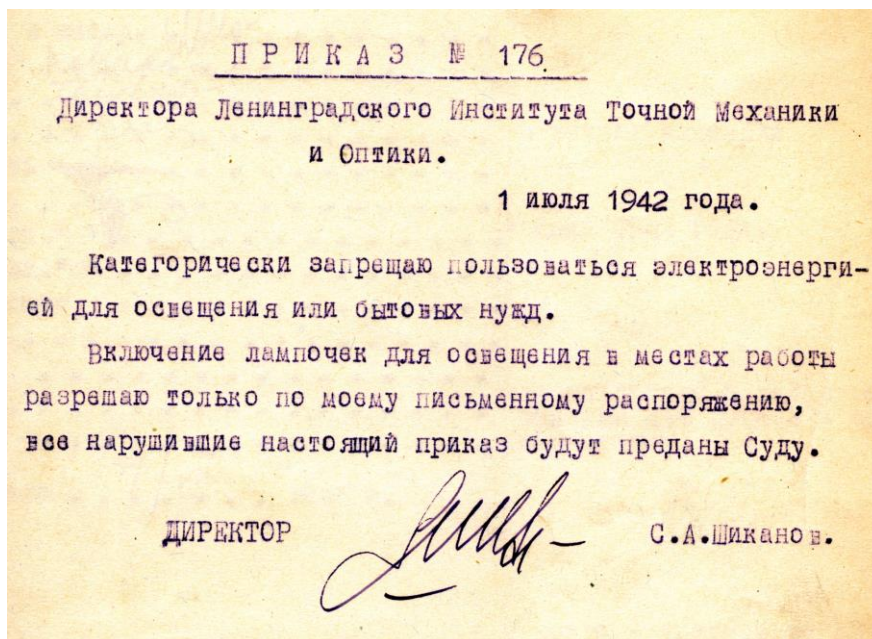 ПРИКАЗ № 176
Директора Ленинградского Института Точной Механики
и Оптики.
1 июля 1942 года.
Категорически запрещаю пользоваться электроэнерги-
ей для освещения или бытовых нужд.
Включение лампочек для освещения в местах работы
разрешаю только по моему письменному распоряжению,
все нарушившие настоящий приказ будут преданы Суду.
ДИРЕКТОР С.А.Шиканов.